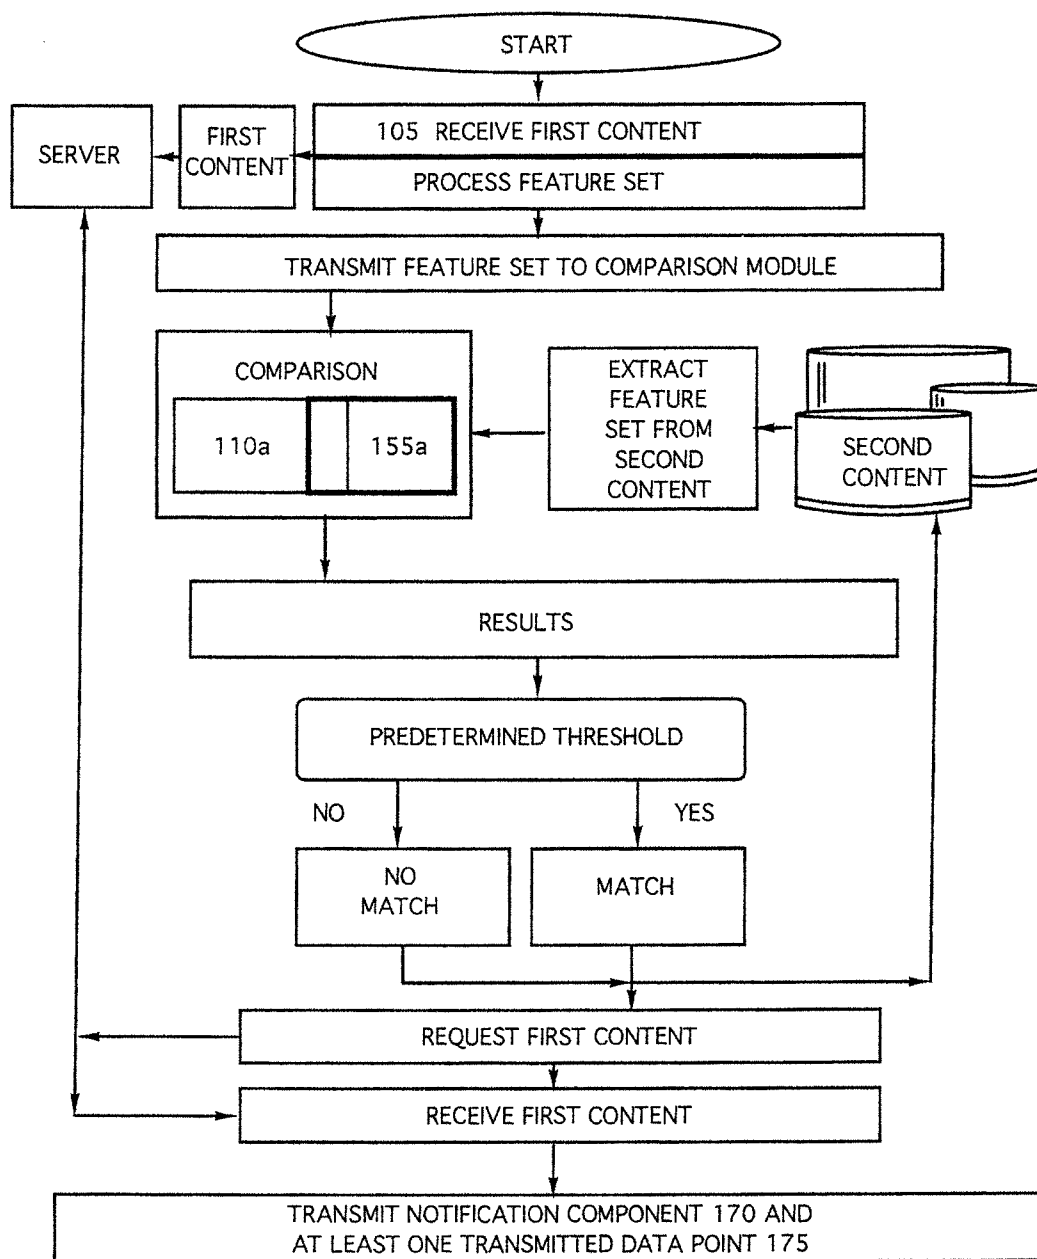 START
105 RECEIVE FIRST CONTENT
PROCESS FEATURE SET
FIRST
CONTENT
SERVER
TRANSMIT FEATURE SET TO COMPARISON MODULE
COMPARISON
110a
155a
EXTRACT
FEATURE
SET FROM
SECOND
CONTENT
SECOND
CONTENT
RESULTS
PREDETERMINED THRESHOLD
NO
YES
NO
MATCH
MATCH
REQUEST FIRST CONTENT
RECEIVE FIRST CONTENT
TRANSMIT NOTIFICATION COMPONENT 170 AND
AT LEAST ONE TRANSMITTED DATA POINT 175